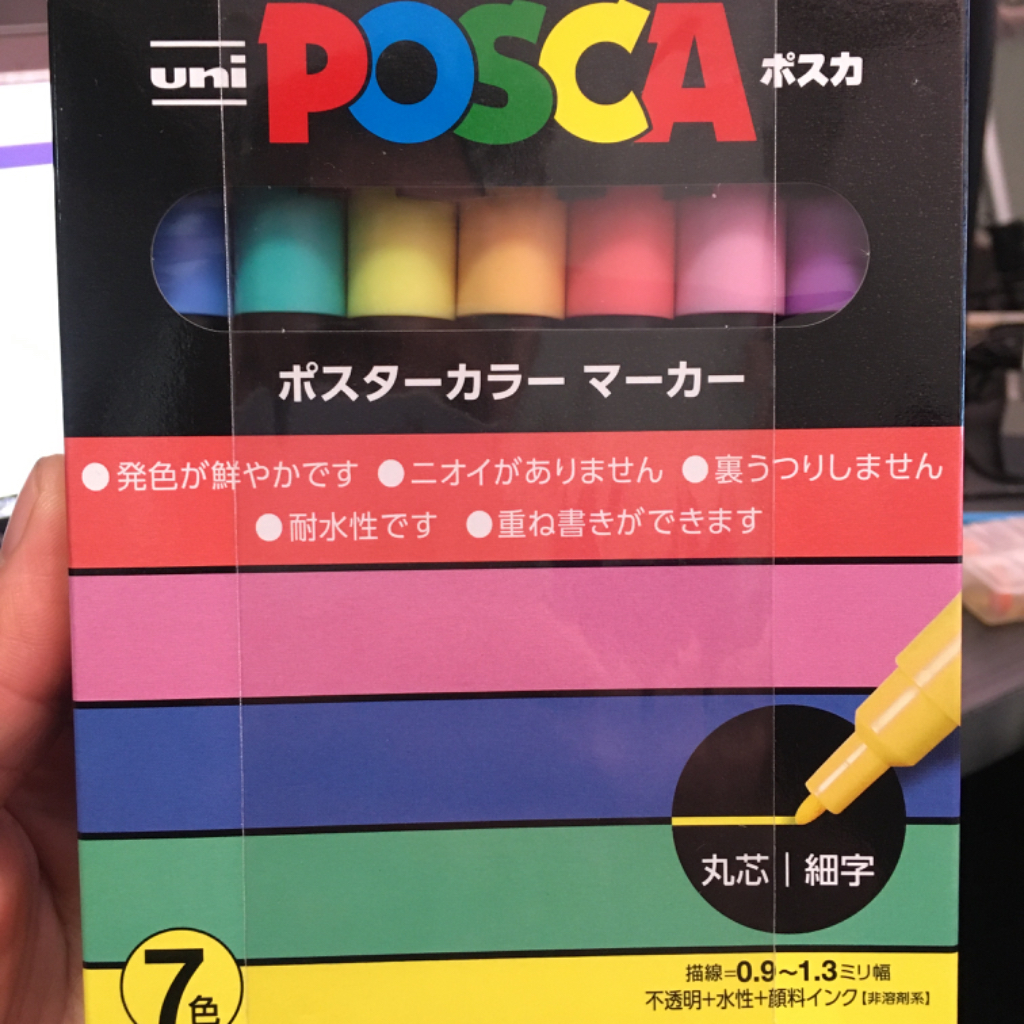 uni POSCA ポスカ
ポスターカラー マーカー
●発色が鮮やかです ●ニオイがありません ●裏うつりしません
●耐水性です ●重ね書きができます
丸芯|細字
7色
描線=0.9~1.3ミリ幅
不透明+水性+顔料インク【非溶剤系】